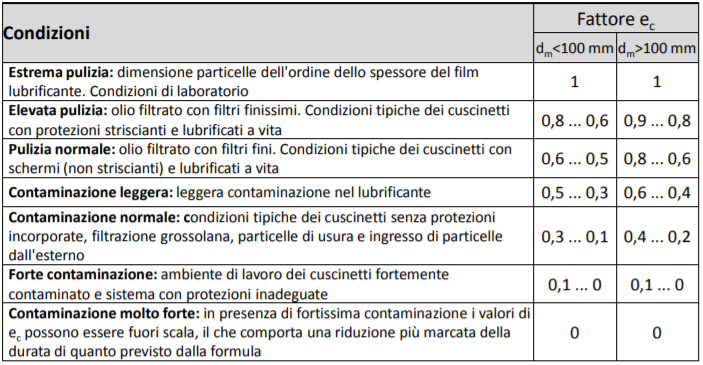 Condizioni
Fattore ec
dm<100 mm dm>100 mm
Estrema pulizia: dimensione particelle dell'ordine dello spessore del film
lubrificante. Condizioni di laboratorio
1 1
Elevata pulizia: olio filtrato con filtri finissimi. Condizioni tipiche dei cuscinetti
con protezioni striscianti e lubrificati a vita
0,8 ... 0,6 0,9 ... 0,8
Pulizia normale: olio filtrato con filtri fini. Condizioni tipiche dei cuscinetti con
schermi (non striscianti) e lubrificati a vita
0,6 ... 0,5 0,8 ... 0,6
Contaminazione leggera: leggera contaminazione nel lubrificante
0,5 ... 0,3 0,6 ... 0,4
Contaminazione normale: condizioni tipiche dei cuscinetti senza protezioni
incorporate, filtrazione grossolana, particelle di usura e ingresso di particelle
dall'esterno
0,3 ... 0,1 0,4 ... 0,2
Forte contaminazione: ambiente di lavoro dei cuscinetti fortemente
contaminato e sistema con protezioni inadeguate
0,1 ... 0 0,1 ... 0
Contaminazione molto forte: in presenza di fortissima contaminazione i valori di
ec possono essere fuori scala, il che comporta una riduzione più marcata della
durata di quanto previsto dalla formula
0 0